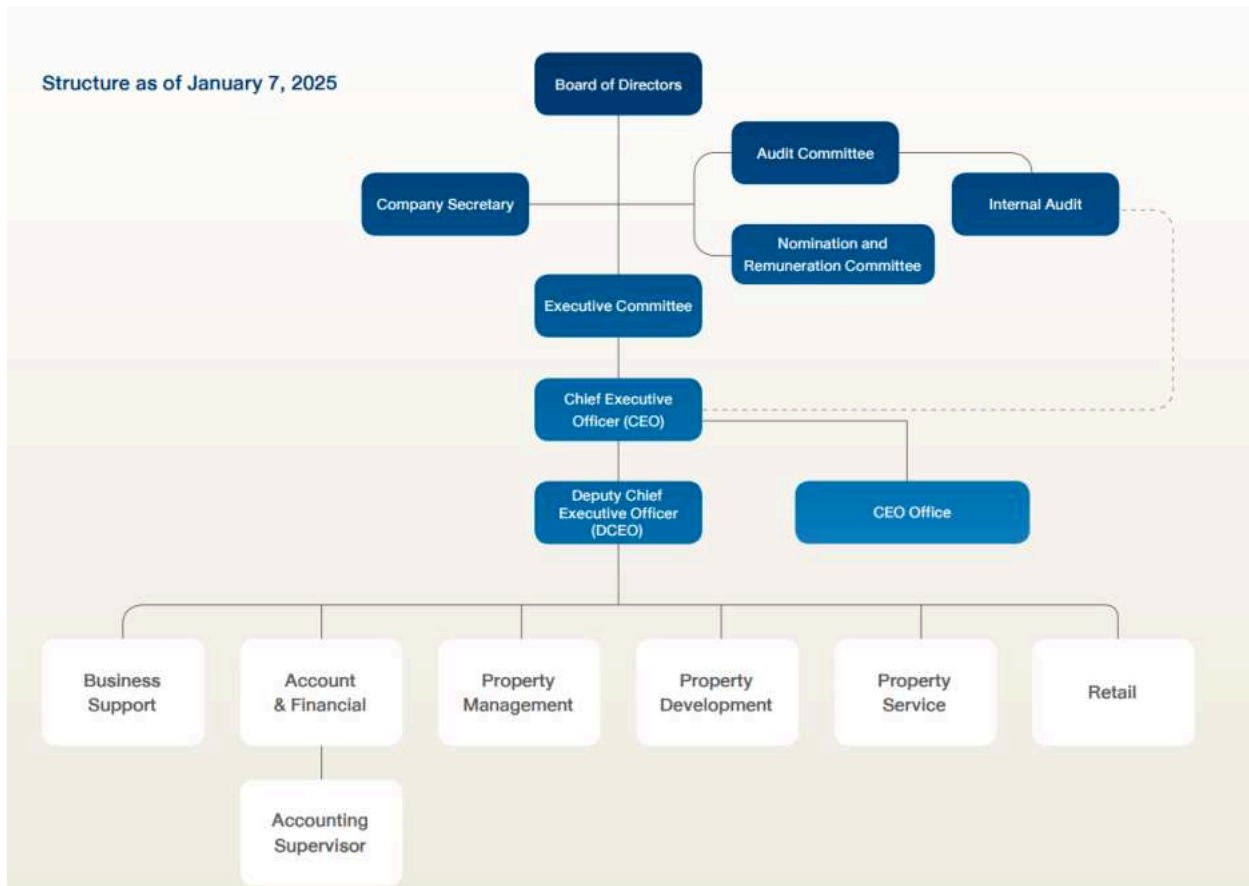 Structure as of January 7, 2025
Board of Directors
Audit Committee
Company Secretary
Internal Audit
Nomination and
Remuneration Committee
Executive Committee
Chief Executive
Officer (CEO)
Deputy Chief
Executive Officer
(DCEO)
CEO Office
Business
Support
Account
& Financial
Property
Management
Property
Development
Property
Service
Retail
Accounting
Supervisor